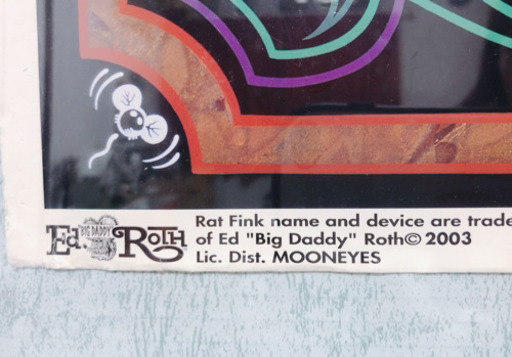 Ed. "BIG DADDY" ROTH
Rat Fink name and device are trade
of Ed "Big Daddy" Roth© 2003
Lic. Dist. MOONEYES